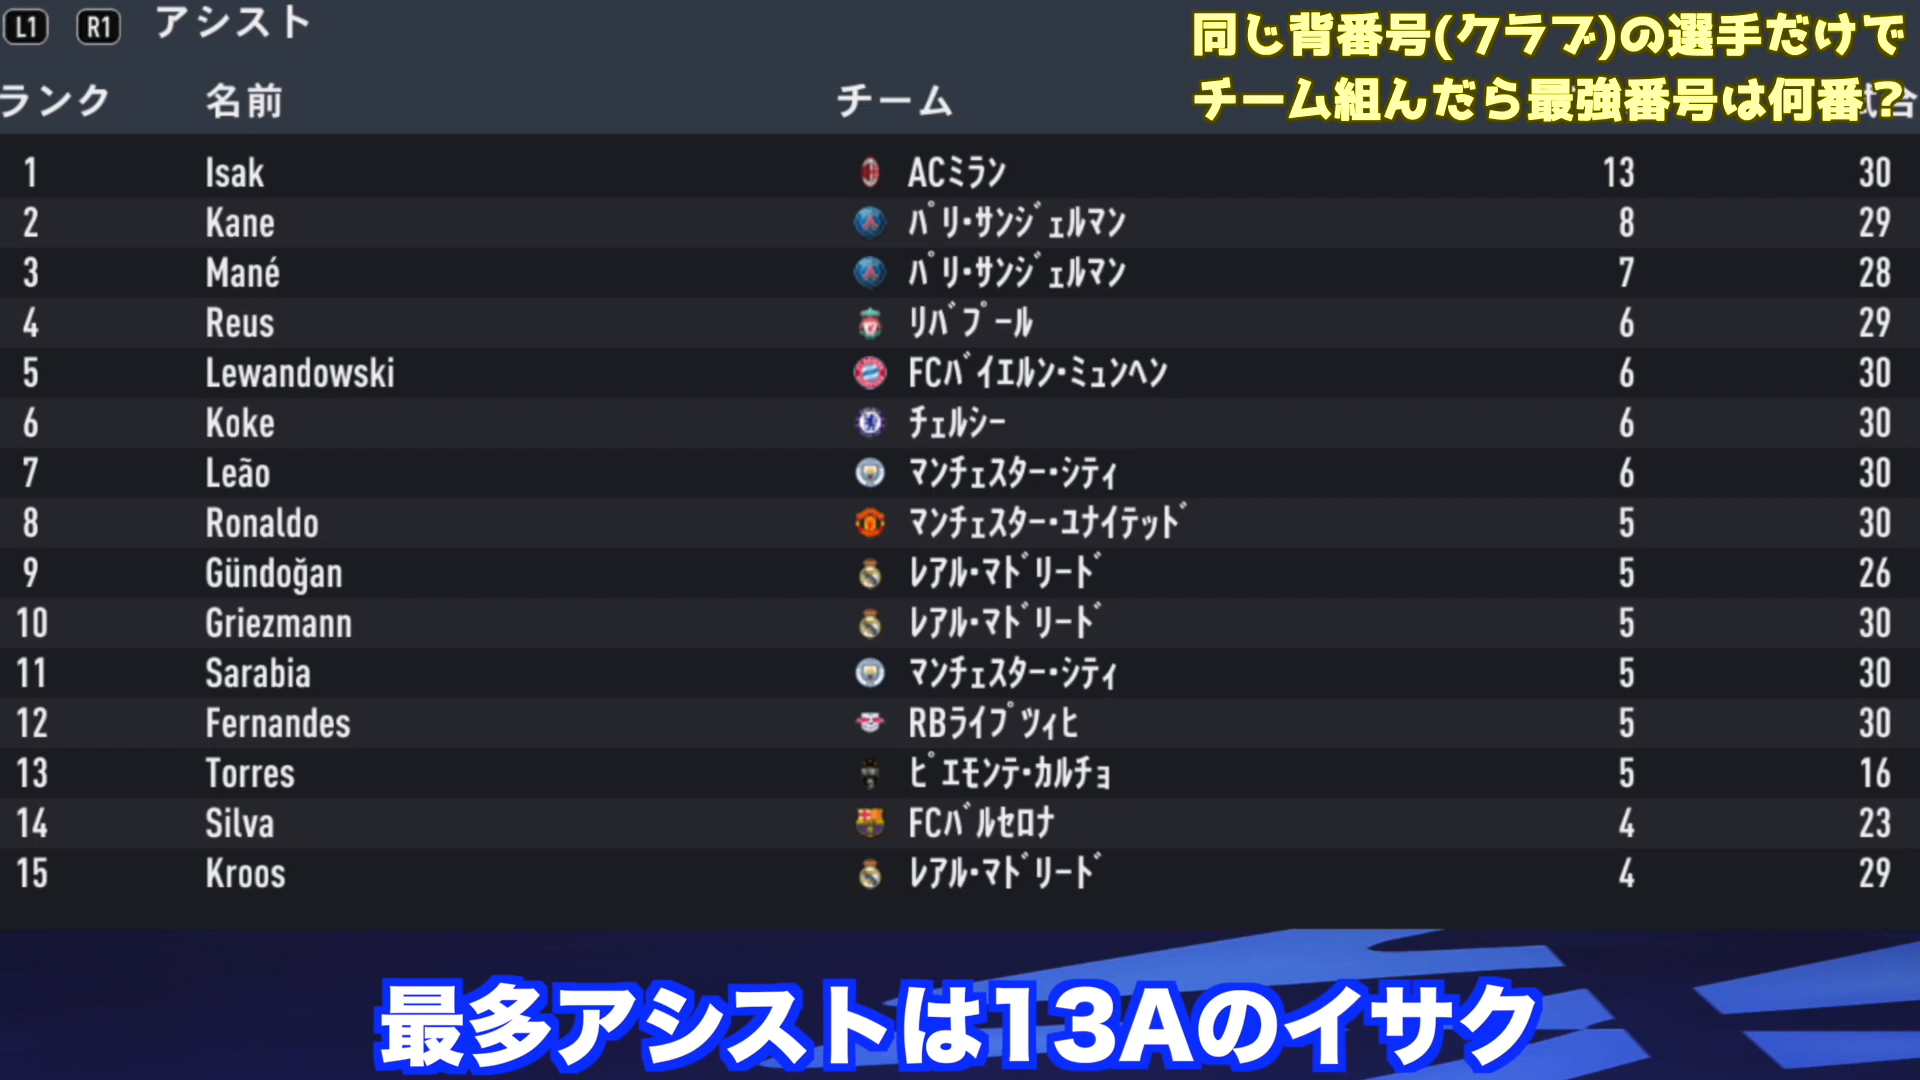 L1 R1 アシスト
同じ背番号(クラブ)の選手だけで
チーム組んだら最強番号は何番？
ランク 名前 チーム 試合
1 Isak ACミラン 13 30
2 Kane パリ・サンジェルマン 8 29
3 Mané パリ・サンジェルマン 7 28
4 Reus リバプール 6 29
5 Lewandowski FCバイエルン・ミュンヘン 6 30
6 Koke チェルシー 6 30
7 Leão マンチェスター・シティ 6 30
8 Ronaldo マンチェスター・ユナイテッド 5 30
9 Gündoğan レアル・マドリード 5 26
10 Griezmann レアル・マドリード 5 30
11 Sarabia マンチェスター・シティ 5 30
12 Fernandes RBライプツィヒ 5 30
13 Torres ピエモンテ・カルチョ 5 16
14 Silva FCバルセロナ 4 23
15 Kroos レアル・マドリード 4 29
最多アシストは13Aのイサク